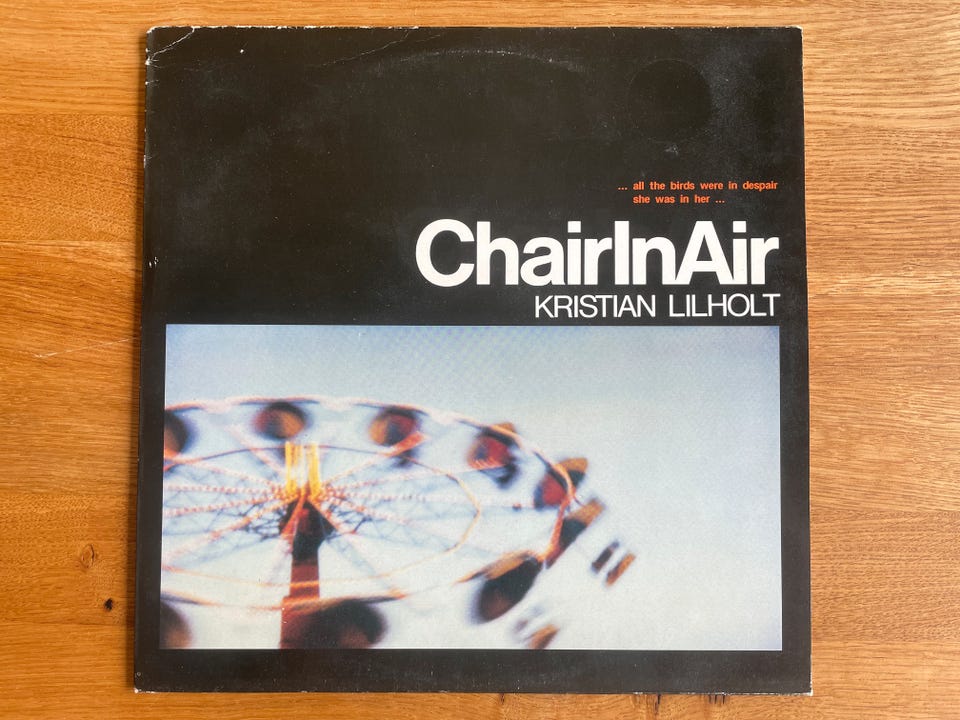 ... all the birds were in despair
she was in her ...
ChairInAir
KRISTIAN LILHOLT